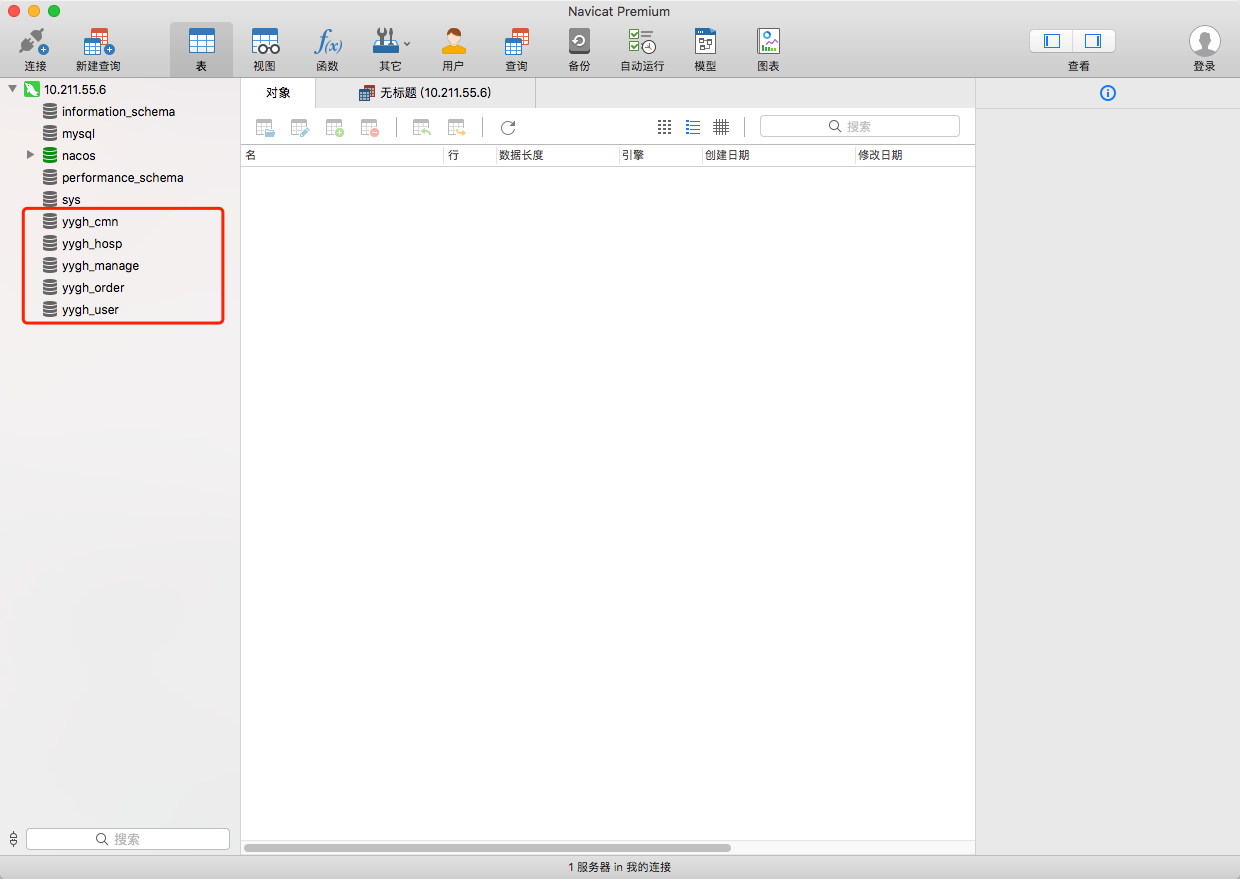 Navicat Premium
连接
新建查询
表
视图
函数
其它
用户
查询
备份
自动运行
模型
图表
查看
登录
10.211.55.6
information_schema
mysql
nacos
performance_schema
sys
yygh_cmn
yygh_hosp
yygh_manage
yygh_order
yygh_user
搜索
对象
无标题 (10.211.55.6)
搜索
名
行
数据长度
引擎
创建日期
修改日期
1 服务器 in 我的连接